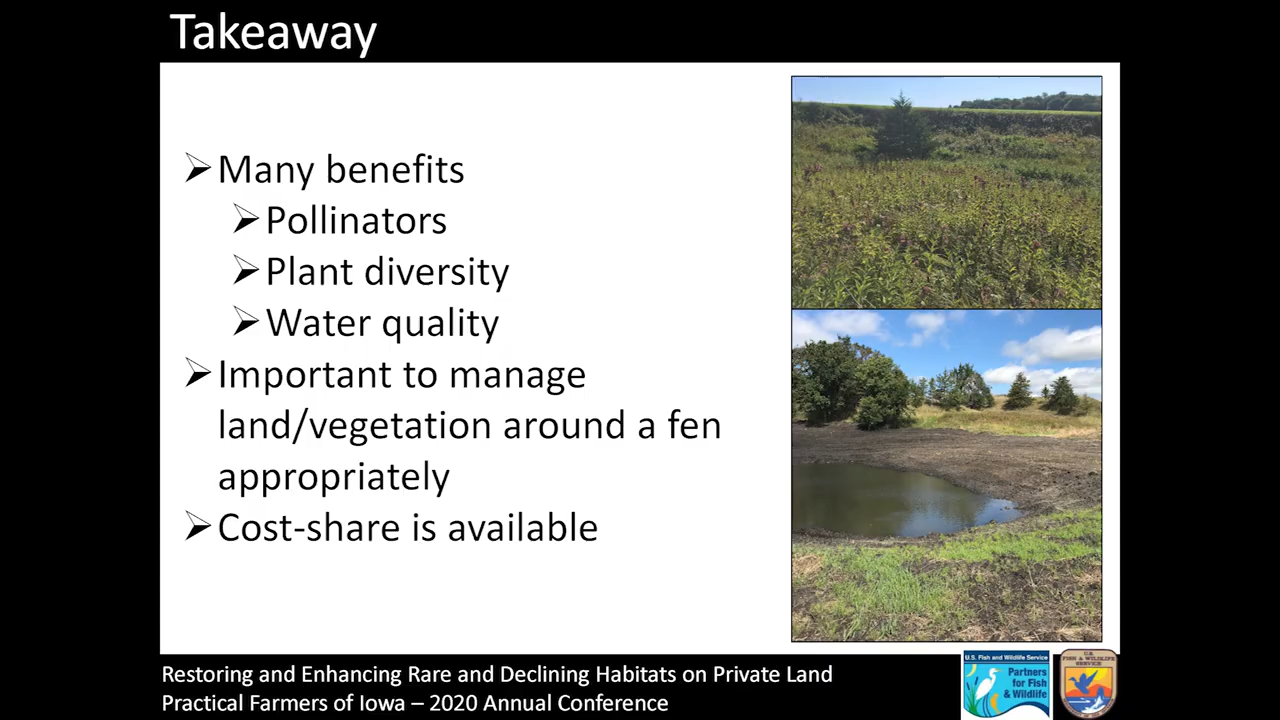 Takeaway
➢Many benefits
➢Pollinators
➢Plant diversity
➢Water quality
➢Important to manage
land/vegetation around a fen
appropriately
➢Cost-share is available
Restoring and Enhancing Rare and Declining Habitats on Private Land
Practical Farmers of Iowa – 2020 Annual Conference
U.S. Fish and Wildlife Service
Partners
for Fish
& Wildlife
U.S.
FISH & WILDLIFE
SERVICE